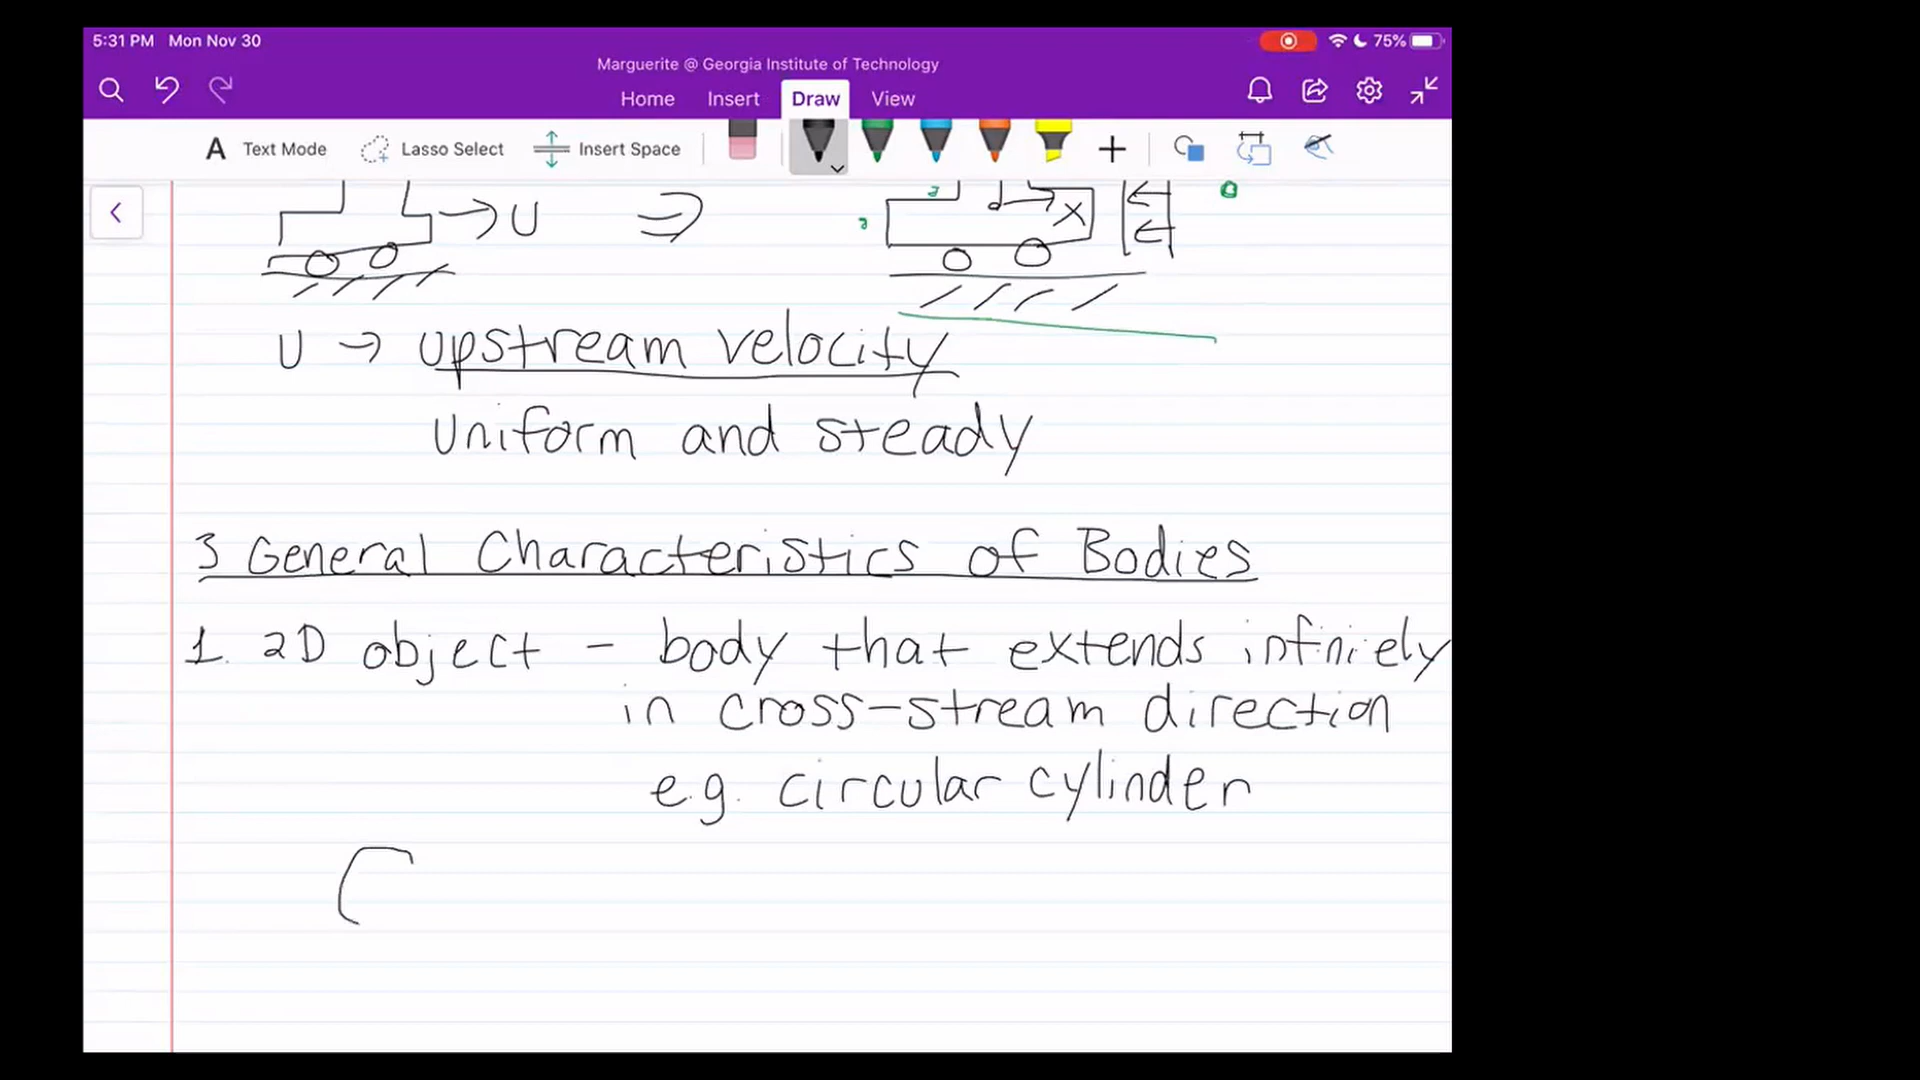 5:31 PM Mon Nov 30 75%
Marguerite @ Georgia Institute of Technology
Home Insert Draw View
A Text Mode Lasso Select Insert Space
→ U ⇒ X
U → upstream velocity
uniform and steady
3 General Characteristics of Bodies
1. 2D object - body that extends infiniely
in cross-stream direction
e.g. circular cylinder